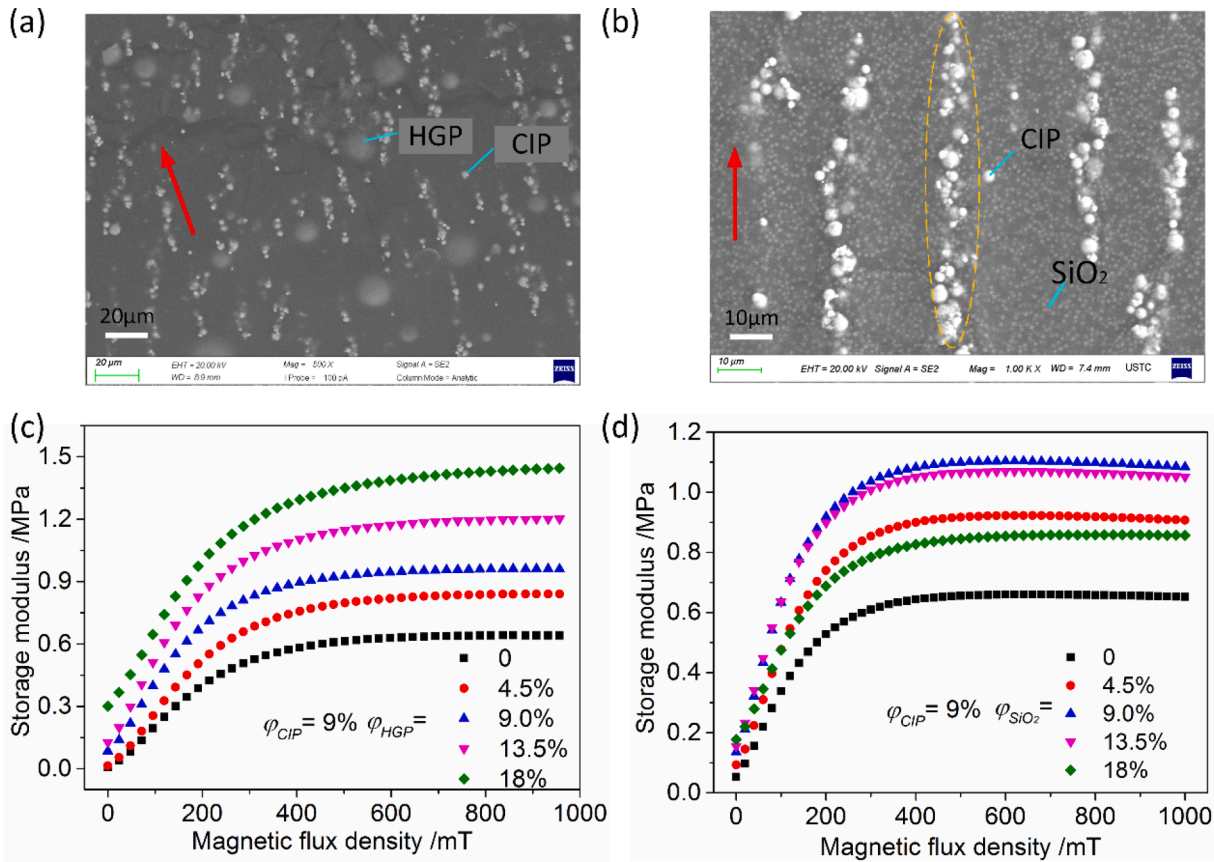 (a)
HGP
CIP
20μm
20 μm
EHT = 20.00 kV
Mag = 500 X
Signal A = SE2
WD = 8.9 mm
I Probe = 100 pA
Column Mode = Analytic
ZEISS
(b)
CIP
SiO₂
10μm
10 μm
EHT = 20.00 kV Signal A = SE2 Mag = 1.00 K X WD = 7.4 mm USTC
ZEISS
(c)
Storage modulus /MPa
1.5
1.2
0.9
0.6
0.3
0.0
φCIP= 9% φHGP=
0
4.5%
9.0%
13.5%
18%
0 200 400 600 800 1000
Magnetic flux density /mT
(d)
Storage modulus /MPa
1.2
1.0
0.8
0.6
0.4
0.2
0.0
φCIP= 9% φSiO₂=
0
4.5%
9.0%
13.5%
18%
0 200 400 600 800 1000
Magnetic flux density /mT